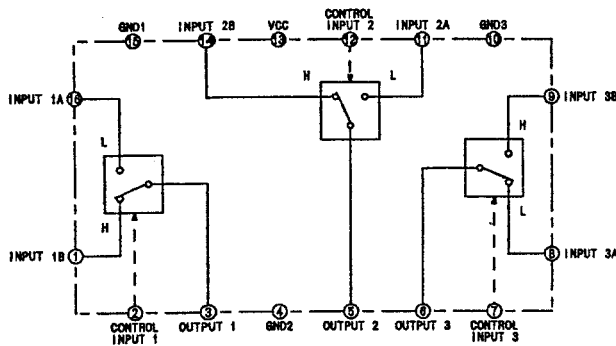 GND1
INPUT 2B
VCC
CONTROL
INPUT 2
INPUT 2A
GND3
15
14
13
12
11
10
INPUT 1A
16
H
L
9
INPUT 3B
L
H
H
L
INPUT 1B
1
8
INPUT 3A
2
3
4
5
6
7
CONTROL
INPUT 1
OUTPUT 1
GND2
OUTPUT 2
OUTPUT 3
CONTROL
INPUT 3